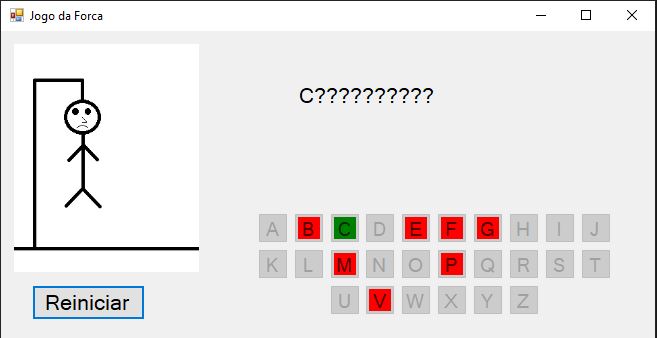 Jogo da Forca
C??????????
A B C D E F G H I J
K L M N O P Q R S T
U V W X Y Z
Reiniciar